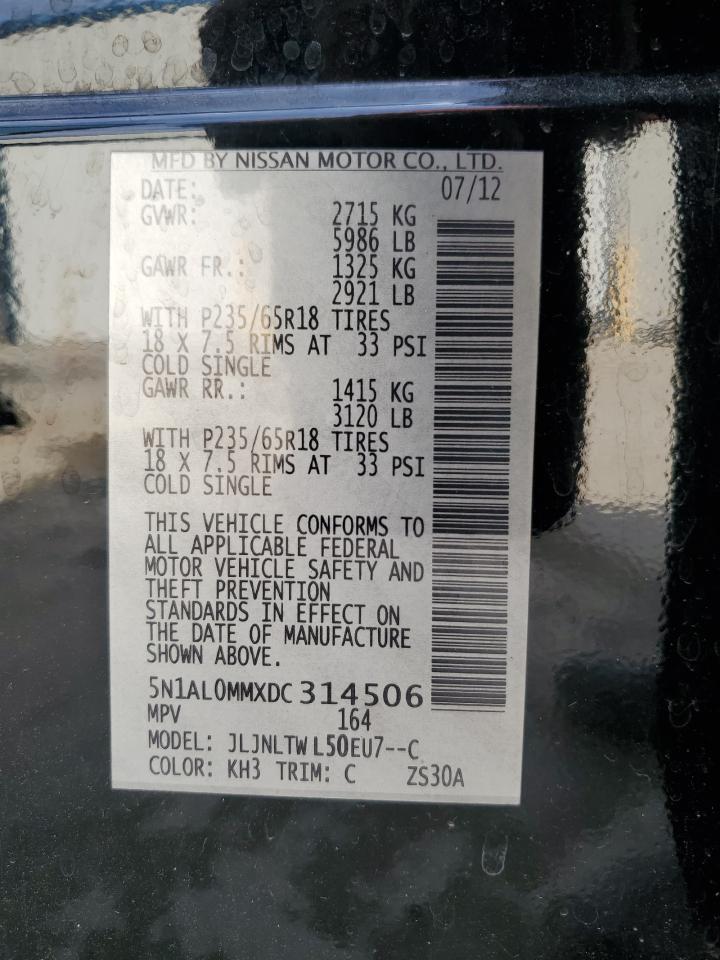 MFD BY NISSAN MOTOR CO., LTD.
DATE: 07/12
GVWR: 2715 KG
5986 LB
GAWR FR.: 1325 KG
2921 LB
WITH P235/65R18 TIRES
18 X 7.5 RIMS AT 33 PSI
COLD SINGLE
GAWR RR.: 1415 KG
3120 LB
WITH P235/65R18 TIRES
18 X 7.5 RIMS AT 33 PSI
COLD SINGLE
THIS VEHICLE CONFORMS TO
ALL APPLICABLE FEDERAL
MOTOR VEHICLE SAFETY AND
THEFT PREVENTION
STANDARDS IN EFFECT ON
THE DATE OF MANUFACTURE
SHOWN ABOVE.
5N1AL0MMXDC 314506
MPV 164
MODEL: JLJNLTW L50EU7--C
COLOR: KH3 TRIM: C ZS30A